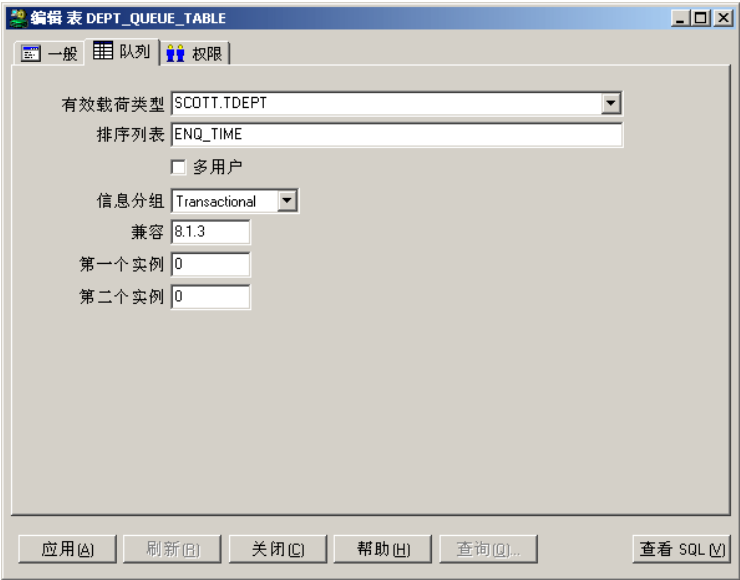 编辑 表 DEPT_QUEUE_TABLE
一般 队列 权限
有效载荷类型 SCOTT.TDEPT
排序列表 ENQ_TIME
多用户
信息分组 Transactional
兼容 8.1.3
第一个实例 0
第二个实例 0
应用(A) 刷新(R) 关闭(C) 帮助(H) 查询(Q)... 查看 SQL (V)